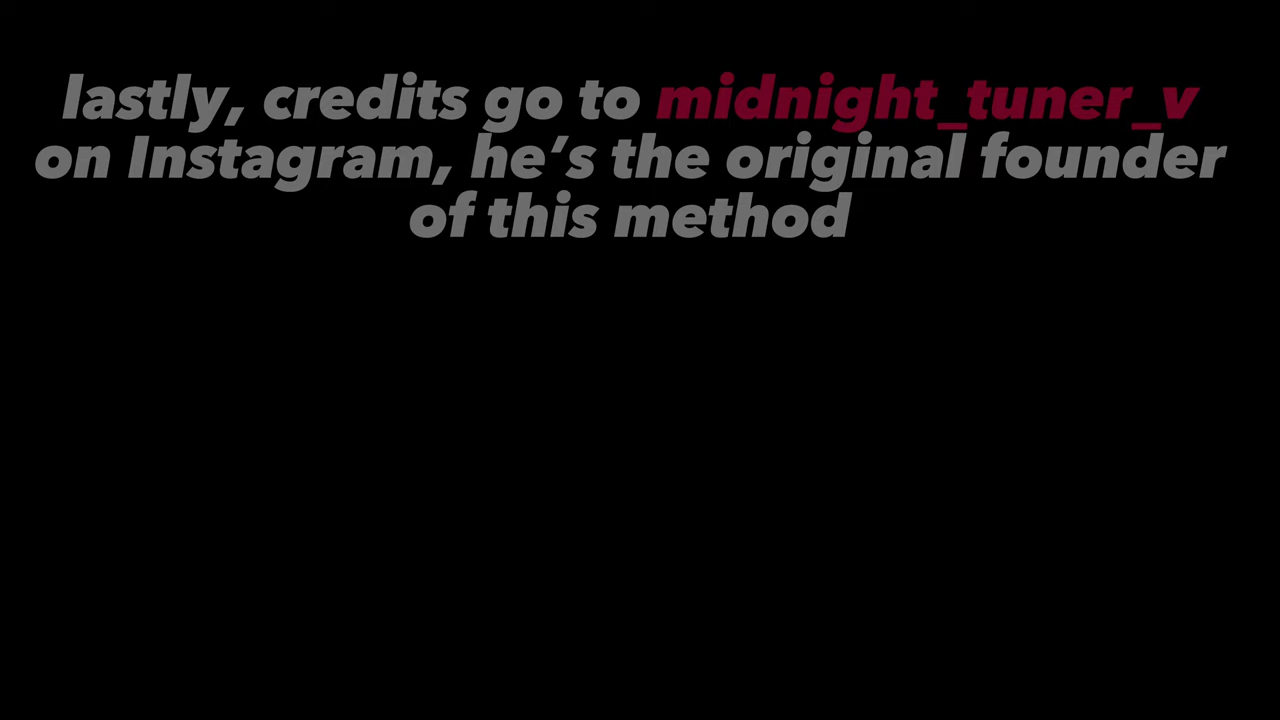 lastly, credits go to midnight_tuner_v
on Instagram, he’s the original founder
of this method